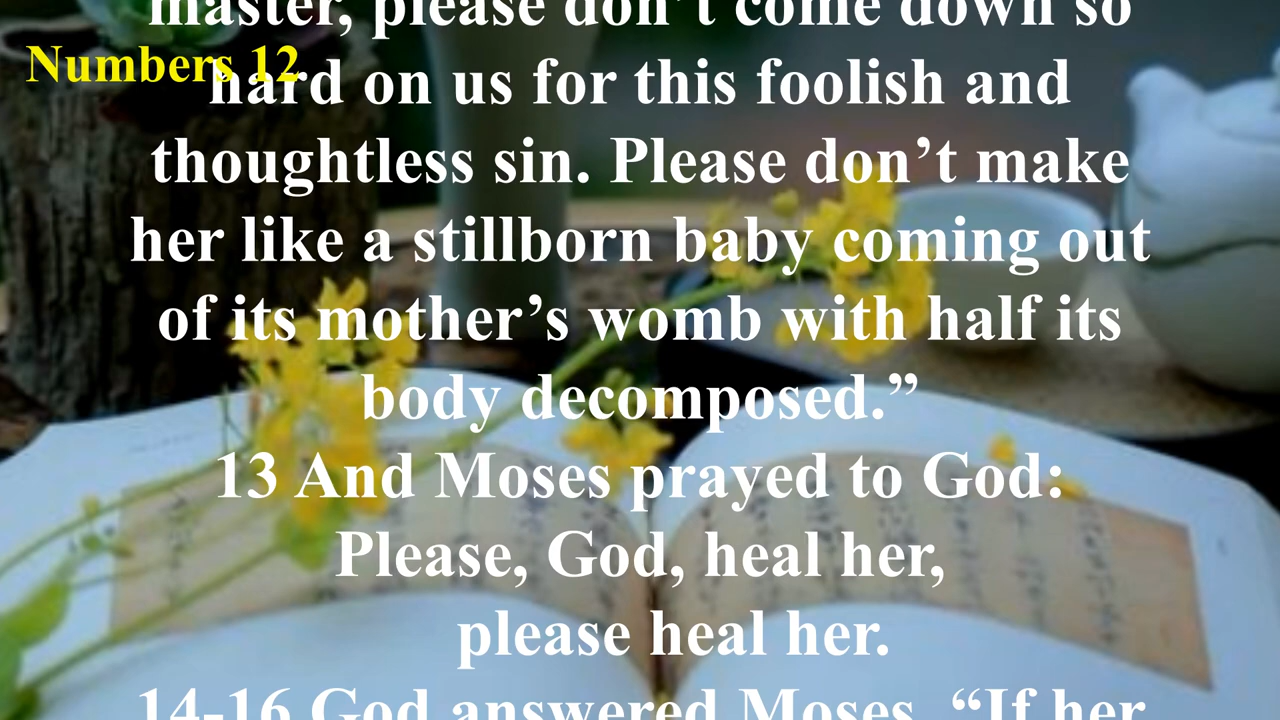 master, please don’t come down so
Numbers 12
hard on us for this foolish and
thoughtless sin. Please don’t make
her like a stillborn baby coming out
of its mother’s womb with half its
body decomposed.”
13 And Moses prayed to God:
Please, God, heal her,
please heal her.
14-16 God answered Moses, “If her